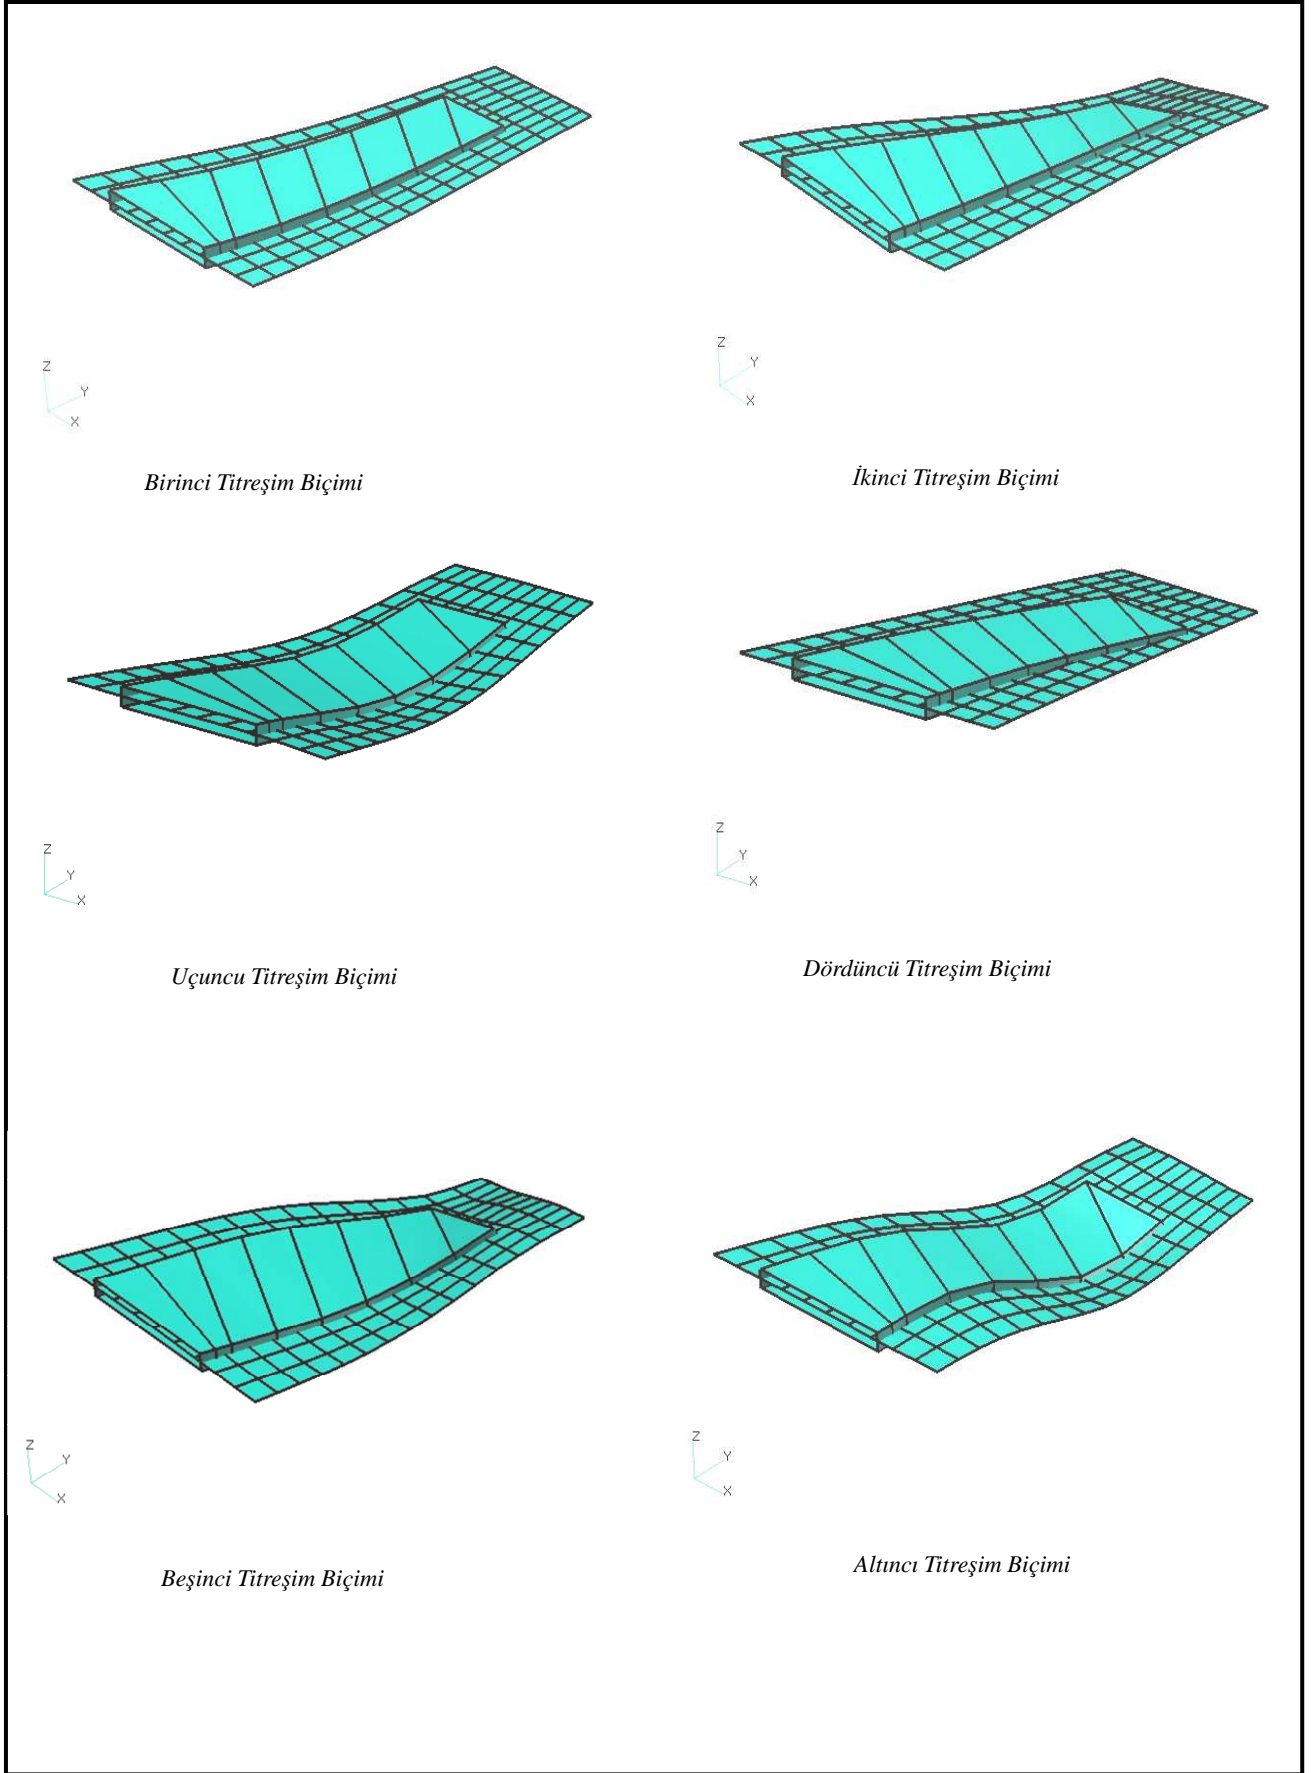 Z
Y
X
Z
Y
X
Birinci Titreşim Biçimi
İkinci Titreşim Biçimi
Z
Y
X
Z
Y
X
Uçuncu Titreşim Biçimi
Dördüncü Titreşim Biçimi
Z
Y
X
Z
Y
X
Beşinci Titreşim Biçimi
Altıncı Titreşim Biçimi